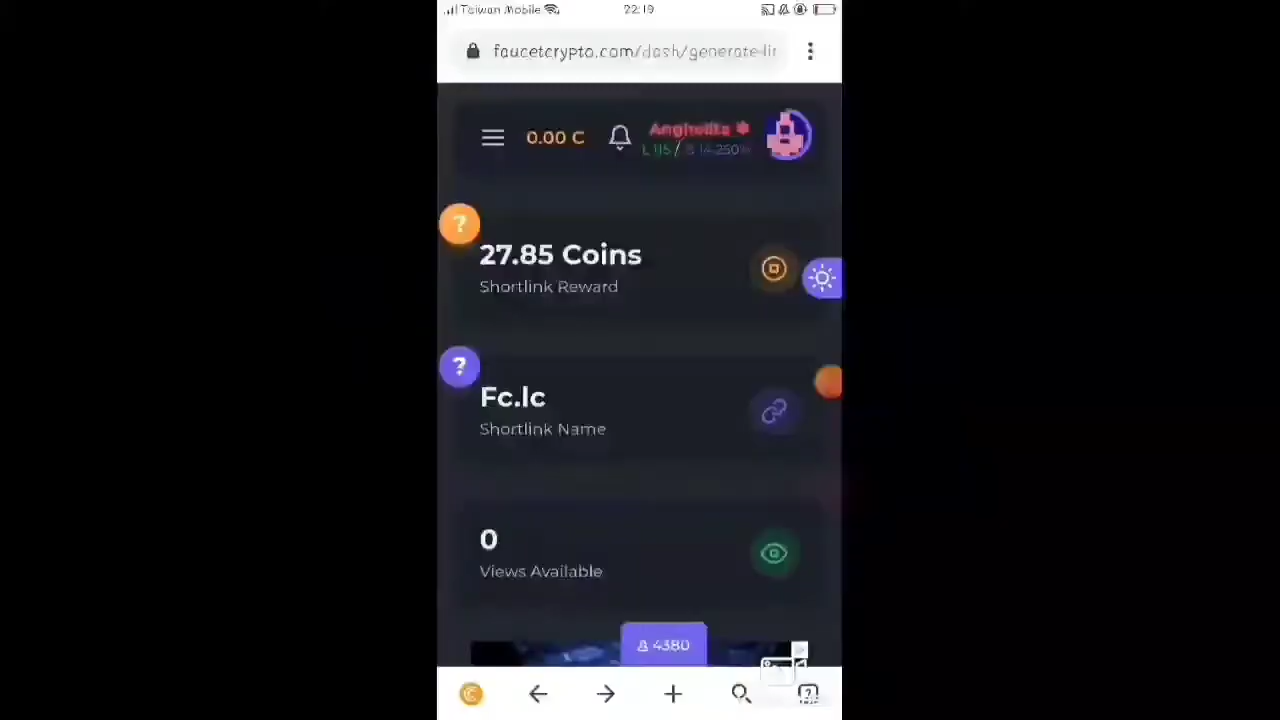 Taiwan Mobile 22:19
faucetcrypto.com/dash/generate-lin
0.00 C
?
27.85 Coins
Shortlink Reward
?
Fc.lc
Shortlink Name
0
Views Available
4380